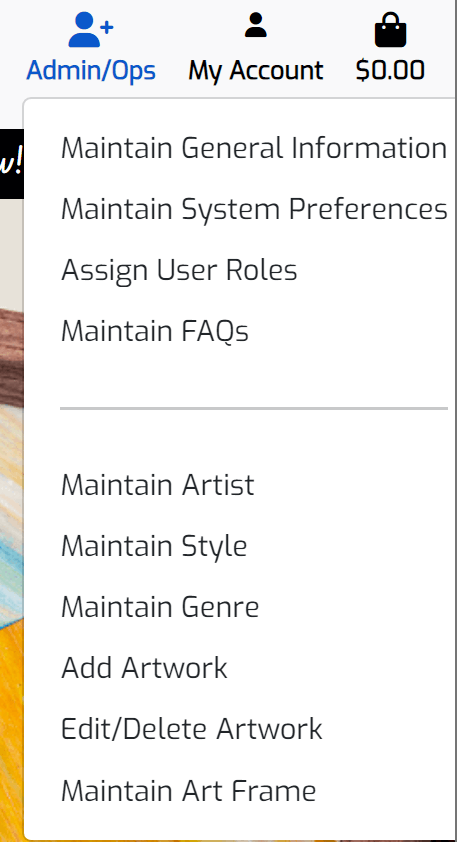 Admin/Ops
My Account
$0.00
Maintain General Information
Maintain System Preferences
Assign User Roles
Maintain FAQs
Maintain Artist
Maintain Style
Maintain Genre
Add Artwork
Edit/Delete Artwork
Maintain Art Frame